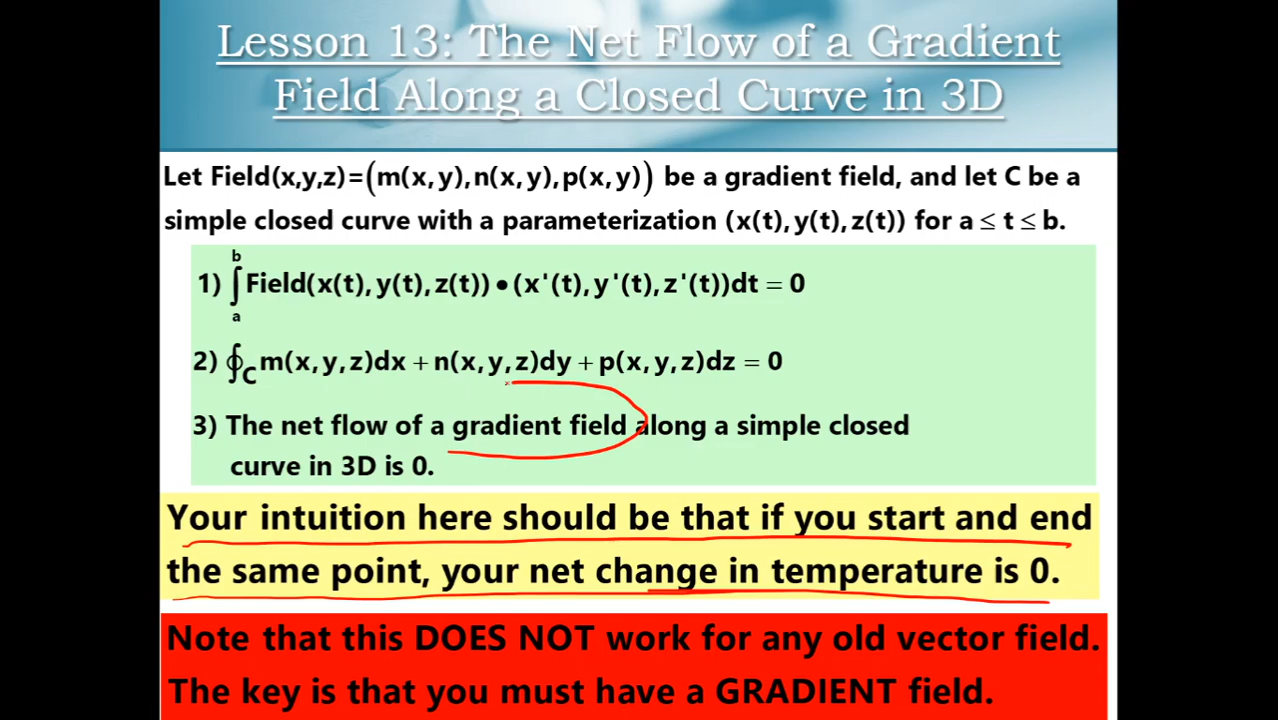 Lesson 13: The Net Flow of a Gradient
Field Along a Closed Curve in 3D
Let Field(x,y,z)=(m(x,y),n(x,y),p(x,y)) be a gradient field, and let C be a
simple closed curve with a parameterization (x(t),y(t),z(t)) for a ≤ t ≤ b.
1) ∫ₐᵇ Field(x(t),y(t),z(t)) • (x'(t),y'(t),z'(t))dt = 0
2) ∮C m(x,y,z)dx + n(x,y,z)dy + p(x,y,z)dz = 0
3) The net flow of a gradient field along a simple closed
curve in 3D is 0.
Your intuition here should be that if you start and end
the same point, your net change in temperature is 0.
Note that this DOES NOT work for any old vector field.
The key is that you must have a GRADIENT field.